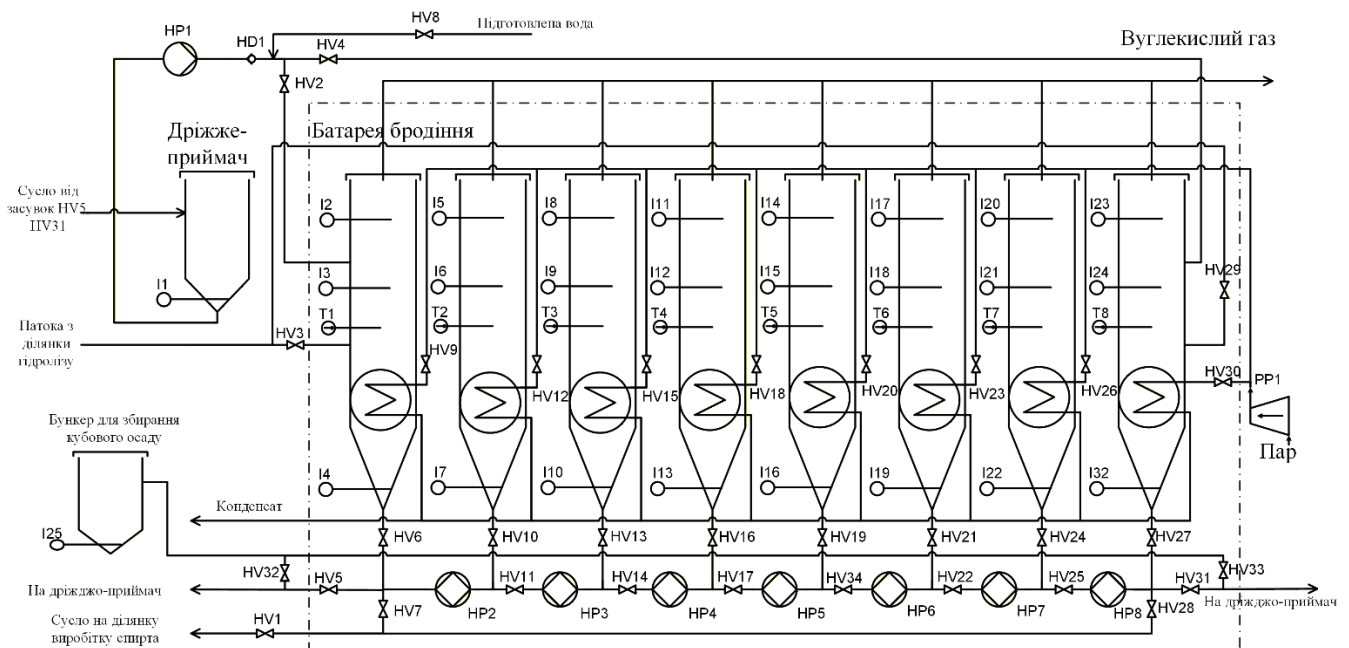 HV8
Підготовлена вода
HP1
HD1
HV4
Вуглекислий газ
HV2
Батарея бродіння
Дріжже-
приймач
Сусло від
засувок HV5
HV31
I1
I2
I5
I8
I11
I14
I17
I20
I23
I3
I6
I9
I12
I15
I18
I21
I24
HV29
T1
T2
T3
T4
T5
T6
T7
T8
Патока з
ділянки
гідролізу
HV3
HV9
HV12
HV15
HV18
HV20
HV23
HV26
HV30
PP1
Пар
Бункер для збирання
кубового осаду
I25
I4
I7
I10
I13
I16
I19
I22
I32
Конденсат
HV6
HV10
HV13
HV16
HV19
HV21
HV24
HV27
HV32
HV5
HV11
HV14
HV17
HV34
HV22
HV25
HV31
HV33
На дріжджо-приймач
HV7
HP2
HP3
HP4
HP5
HP6
HP7
HP8
HV28
На дріжджо-приймач
Сусло на ділянку
виробітку спирта
HV1